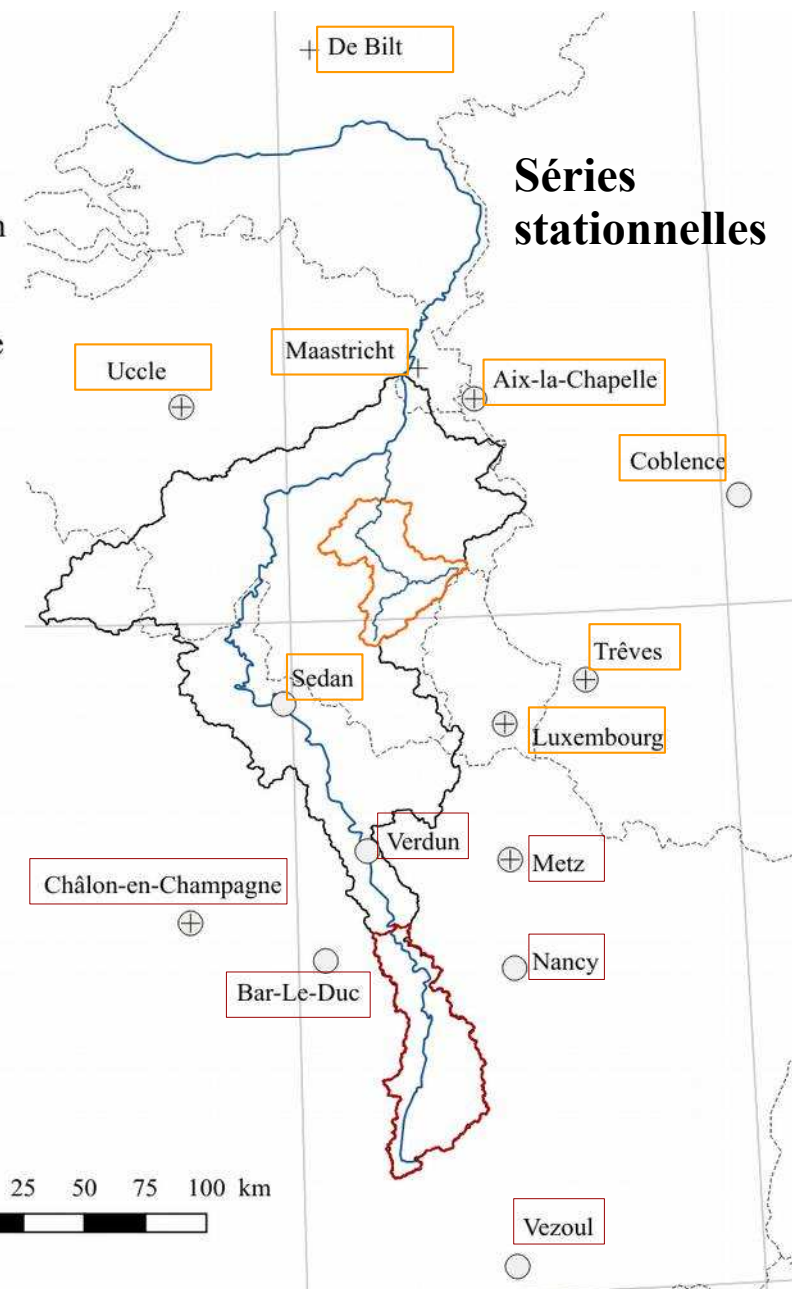 De Bilt
Séries
stationnelles
n
e
Maastricht
Uccle
Aix-la-Chapelle
Coblence
Trêves
Sedan
Luxembourg
Verdun
Metz
Châlon-en-Champagne
Nancy
Bar-Le-Duc
25 50 75 100 km
Vezoul